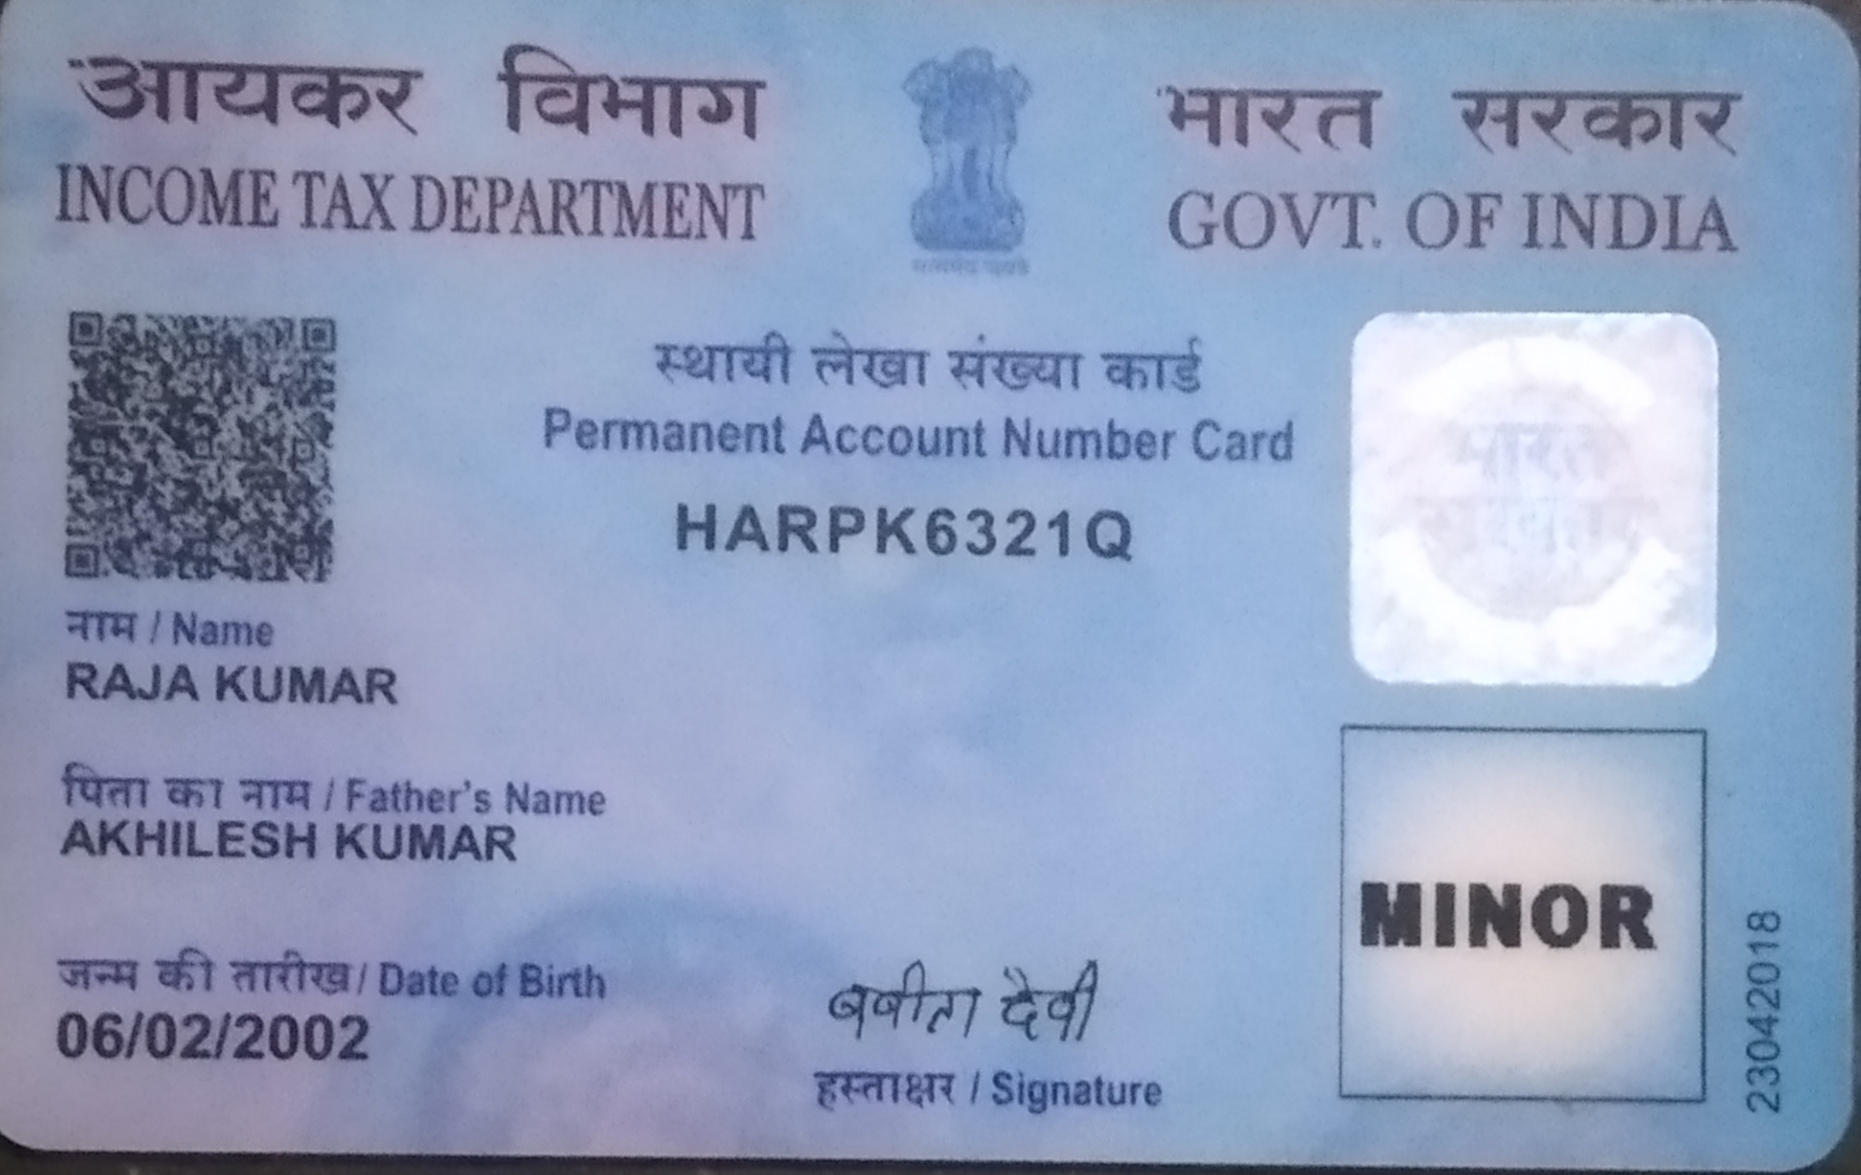 आयकर विभाग
INCOME TAX DEPARTMENT
भारत सरकार
GOVT. OF INDIA
स्थायी लेखा संख्या कार्ड
Permanent Account Number Card
HARPK6321Q
भारत
नाम / Name
RAJA KUMAR
पिता का नाम / Father's Name
AKHILESH KUMAR
जन्म की तारीख / Date of Birth
06/02/2002
बबीता देवी
हस्ताक्षर / Signature
MINOR
23042018